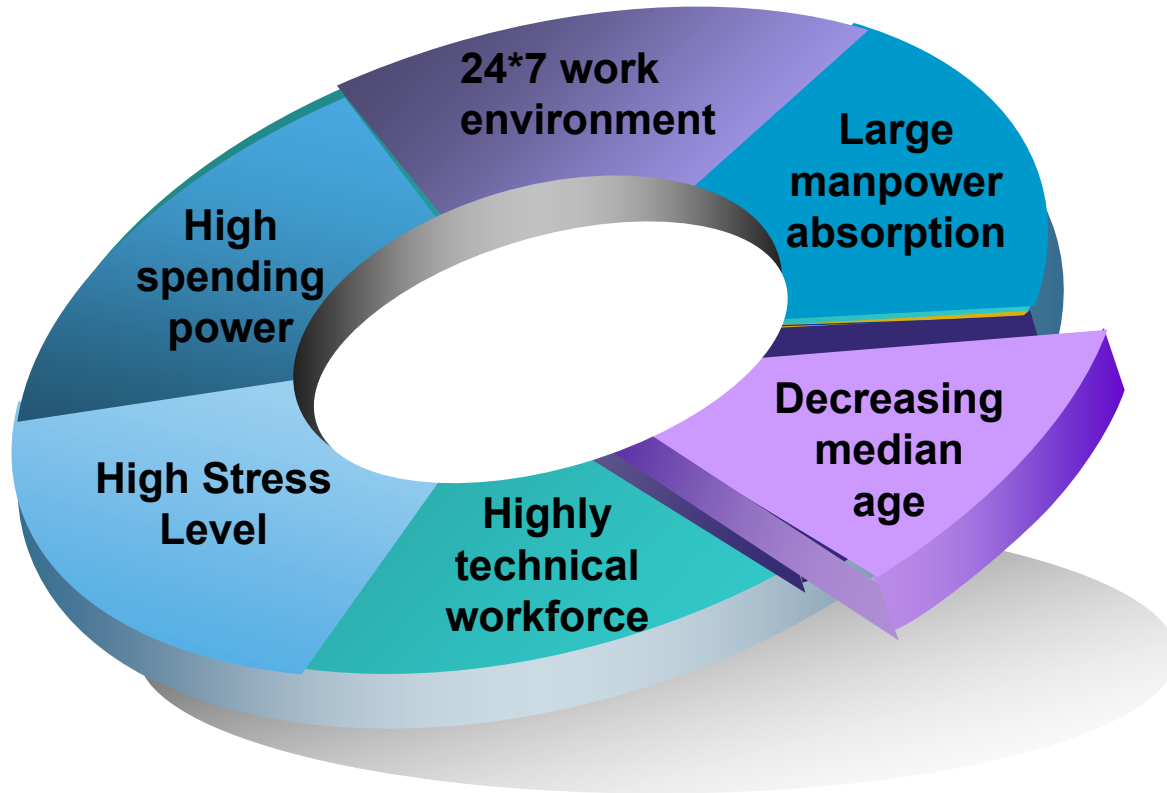 24*7 work
environment
Large
manpower
absorption
Decreasing
median
age
Highly
technical
workforce
High Stress
Level
High
spending
power